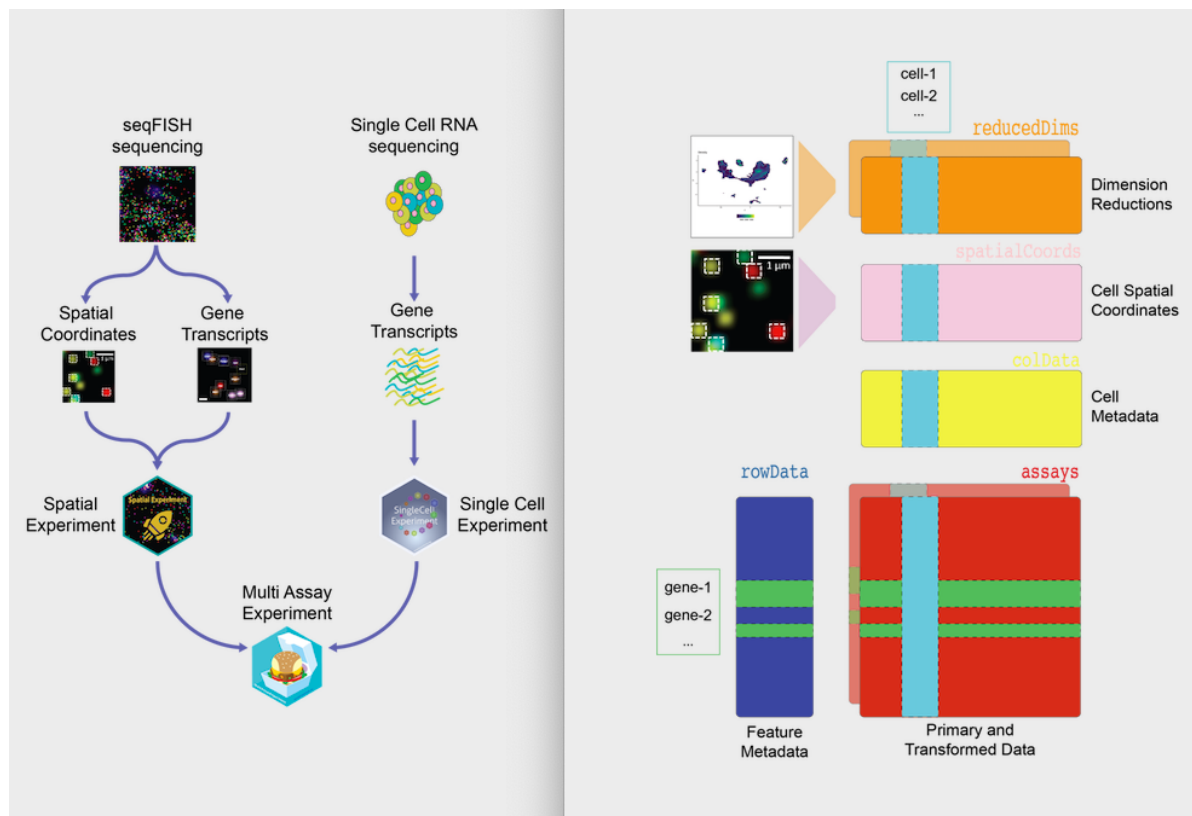 seqFISH
sequencing
Single Cell RNA
sequencing
Spatial
Coordinates
Gene
Transcripts
Gene
Transcripts
1 μm
Spatial
Experiment
Spatial Experiment
SingleCell
Experiment
Single Cell
Experiment
Multi Assay
Experiment
cell-1
cell-2
...
reducedDims
Dimension
Reductions
spatialCoords
1 μm
Cell Spatial
Coordinates
colData
Cell
Metadata
rowData
assays
gene-1
gene-2
...
Feature
Metadata
Primary and
Transformed Data